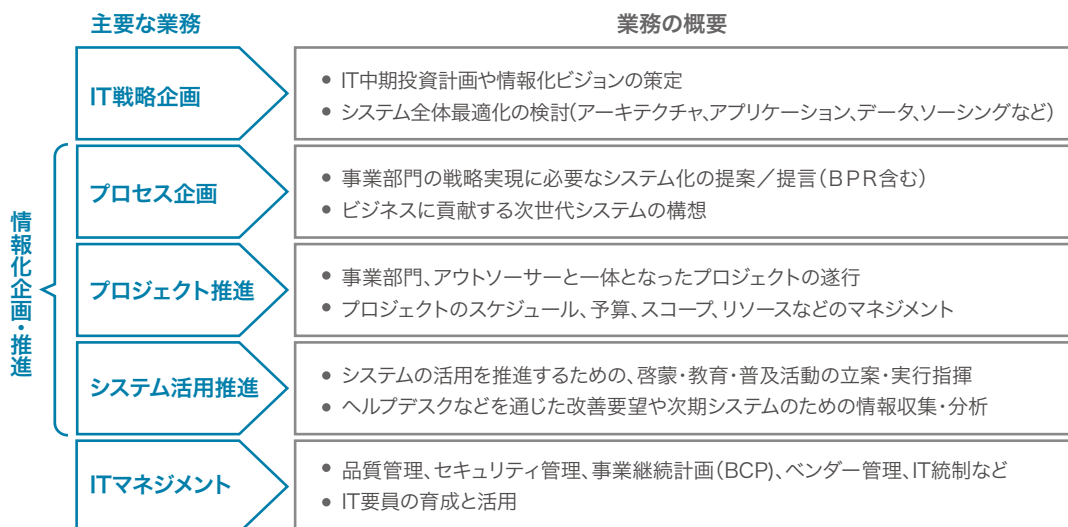 主要な業務
業務の概要
IT戦略企画
• IT中期投資計画や情報化ビジョンの策定
• システム全体最適化の検討(アーキテクチャ、アプリケーション、データ、ソーシングなど)
情報化企画・推進
プロセス企画
• 事業部門の戦略実現に必要なシステム化の提案／提言(BPR含む)
• ビジネスに貢献する次世代システムの構想
プロジェクト推進
• 事業部門、アウトソーサーと一体となったプロジェクトの遂行
• プロジェクトのスケジュール、予算、スコープ、リソースなどのマネジメント
システム活用推進
• システムの活用を推進するための、啓蒙・教育・普及活動の立案・実行指揮
• ヘルプデスクなどを通じた改善要望や次期システムのための情報収集・分析
ITマネジメント
• 品質管理、セキュリティ管理、事業継続計画(BCP)、ベンダー管理、IT統制など
• IT要員の育成と活用